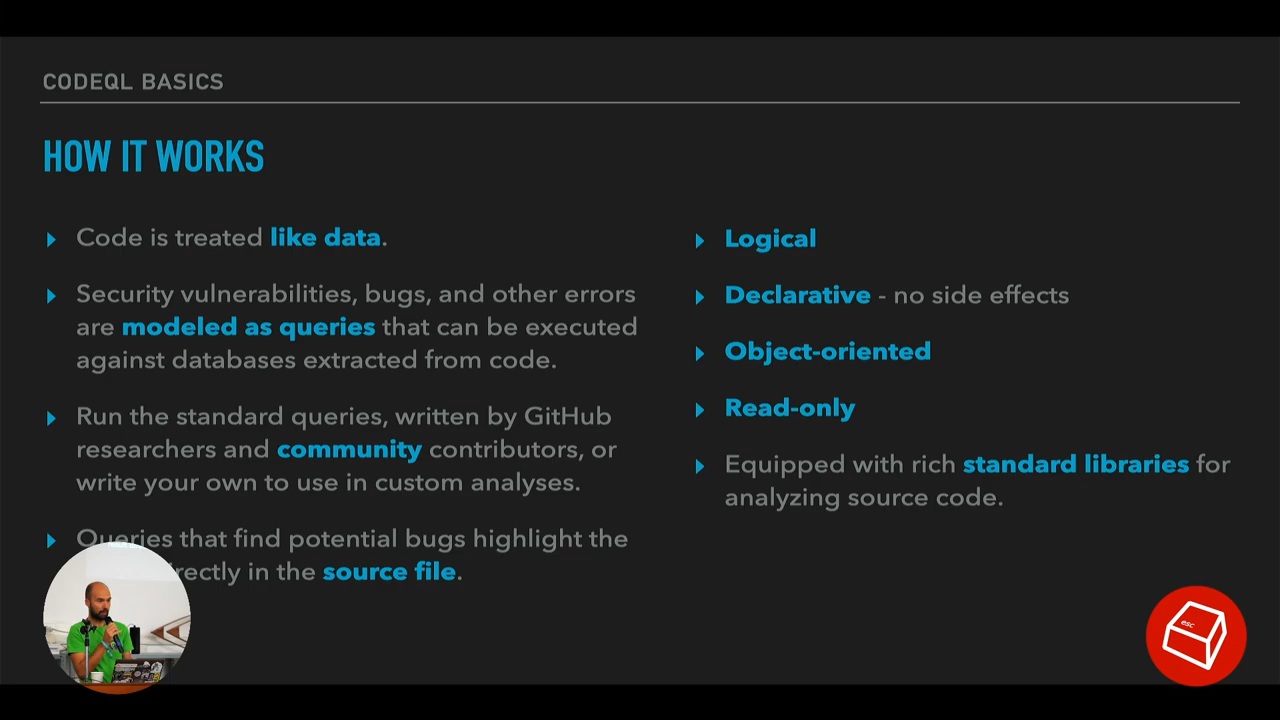 CODEQL BASICS
HOW IT WORKS
Code is treated like data.
Security vulnerabilities, bugs, and other errors
are modeled as queries that can be executed
against databases extracted from code.
Run the standard queries, written by GitHub
researchers and community contributors, or
write your own to use in custom analyses.
Queries that find potential bugs highlight the
rectly in the source file.
Logical
Declarative - no side effects
Object-oriented
Read-only
Equipped with rich standard libraries for
analyzing source code.
esc